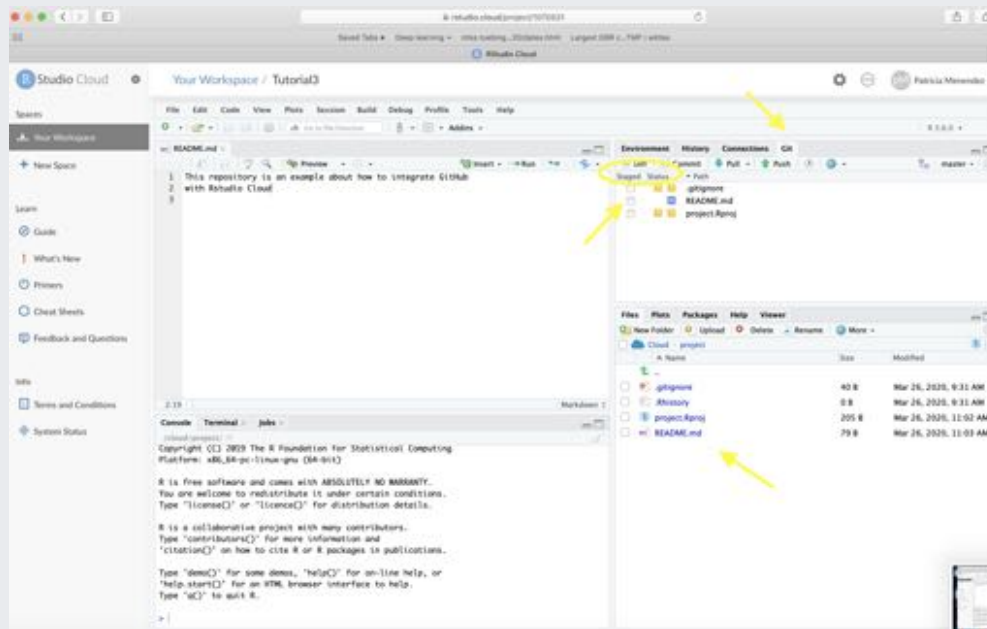 rstudio.cloud/project/1070831
RStudio Cloud
Studio Cloud
Your Workspace / Tutorial3
Patricia Menendez
Spaces
Your Workspace
New Space
Learn
Guide
What's New
Primers
Cheat Sheets
Feedback and Questions
Info
Terms and Conditions
System Status
File Edit Code View Plots Session Build Debug Profile Tools Help
Addins
README.md
Preview Insert Run
1 This repository is an example about how to integrate GitHub
2 with Rstudio Cloud
3
2:19 Markdown
Console Terminal Jobs
Copyright (C) 2019 The R Foundation for Statistical Computing
Platform: x86_64-pc-linux-gnu (64-bit)
R is free software and comes with ABSOLUTELY NO WARRANTY.
You are welcome to redistribute it under certain conditions.
Type 'license()' or 'licence()' for distribution details.
R is a collaborative project with many contributors.
Type 'contributors()' for more information and
'citation()' on how to cite R or R packages in publications.
Type 'demo()' for some demos, 'help()' for on-line help, or
'help.start()' for an HTML browser interface to help.
Type 'q()' to quit R.
>
Environment History Connections Git
Commit Pull Push master
Staged Status Path
.gitignore
README.md
project.Rproj
Files Plots Packages Help Viewer
New Folder Upload Delete Rename More
Cloud project
Name Size Modified
..
.gitignore 40 B Mar 26, 2020, 9:31 AM
.Rhistory 0 B Mar 26, 2020, 9:31 AM
project.Rproj 205 B Mar 26, 2020, 11:02 AM
README.md 79 B Mar 26, 2020, 11:03 AM